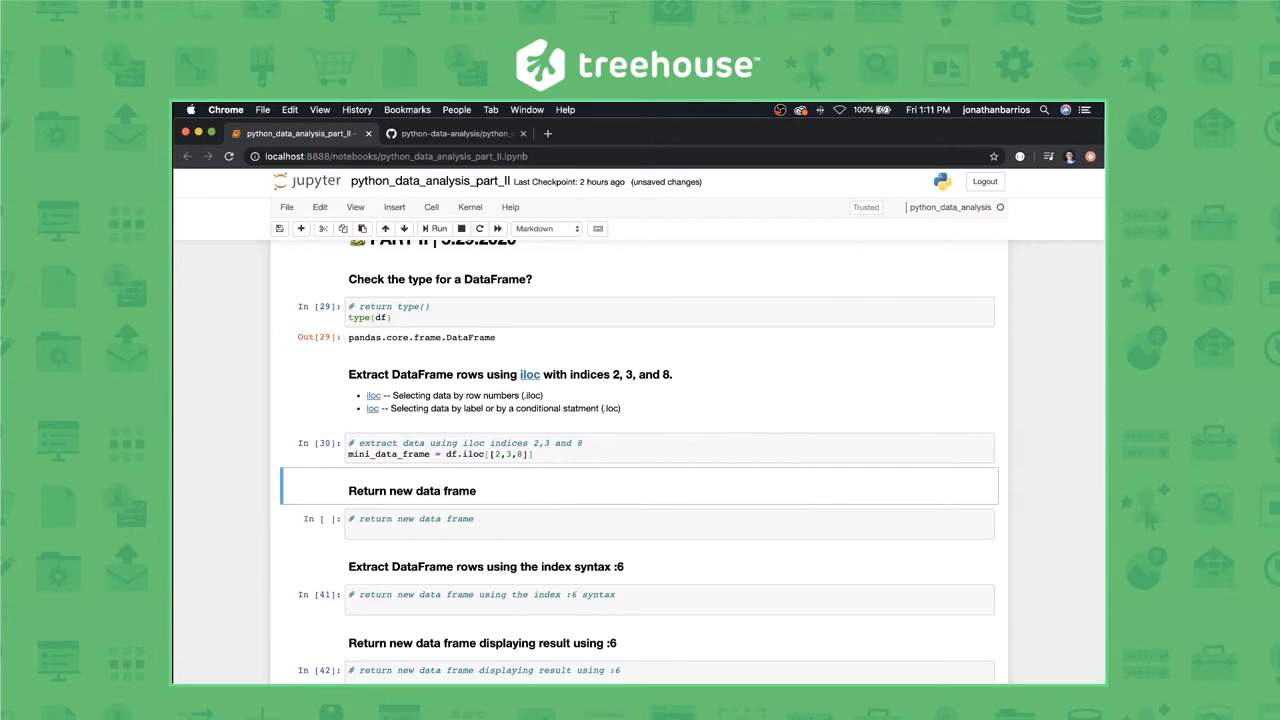 treehouse™
Chrome File Edit View History Bookmarks People Tab Window Help 100% Fri 1:11 PM jonathanbarrios
python_data_analysis_part_II - python-data-analysis/python_
localhost:8888/notebooks/python_data_analysis_part_II.ipynb
jupyter python_data_analysis_part_II Last Checkpoint: 2 hours ago (unsaved changes) Logout
File Edit View Insert Cell Kernel Help Trusted python_data_analysis
Run Markdown
PART II | 5.29.2020
Check the type for a DataFrame?
In [29]: # return type()
type(df)
Out[29]: pandas.core.frame.DataFrame
Extract DataFrame rows using iloc with indices 2, 3, and 8.
• iloc -- Selecting data by row numbers (.iloc)
• loc -- Selecting data by label or by a conditional statment (.loc)
In [30]: # extract data using iloc indices 2,3 and 8
mini_data_frame = df.iloc[[2,3,8]]
Return new data frame
In [ ]: # return new data frame
Extract DataFrame rows using the index syntax :6
In [41]: # return new data frame using the index :6 syntax
Return new data frame displaying result using :6
In [42]: # return new data frame displaying result using :6